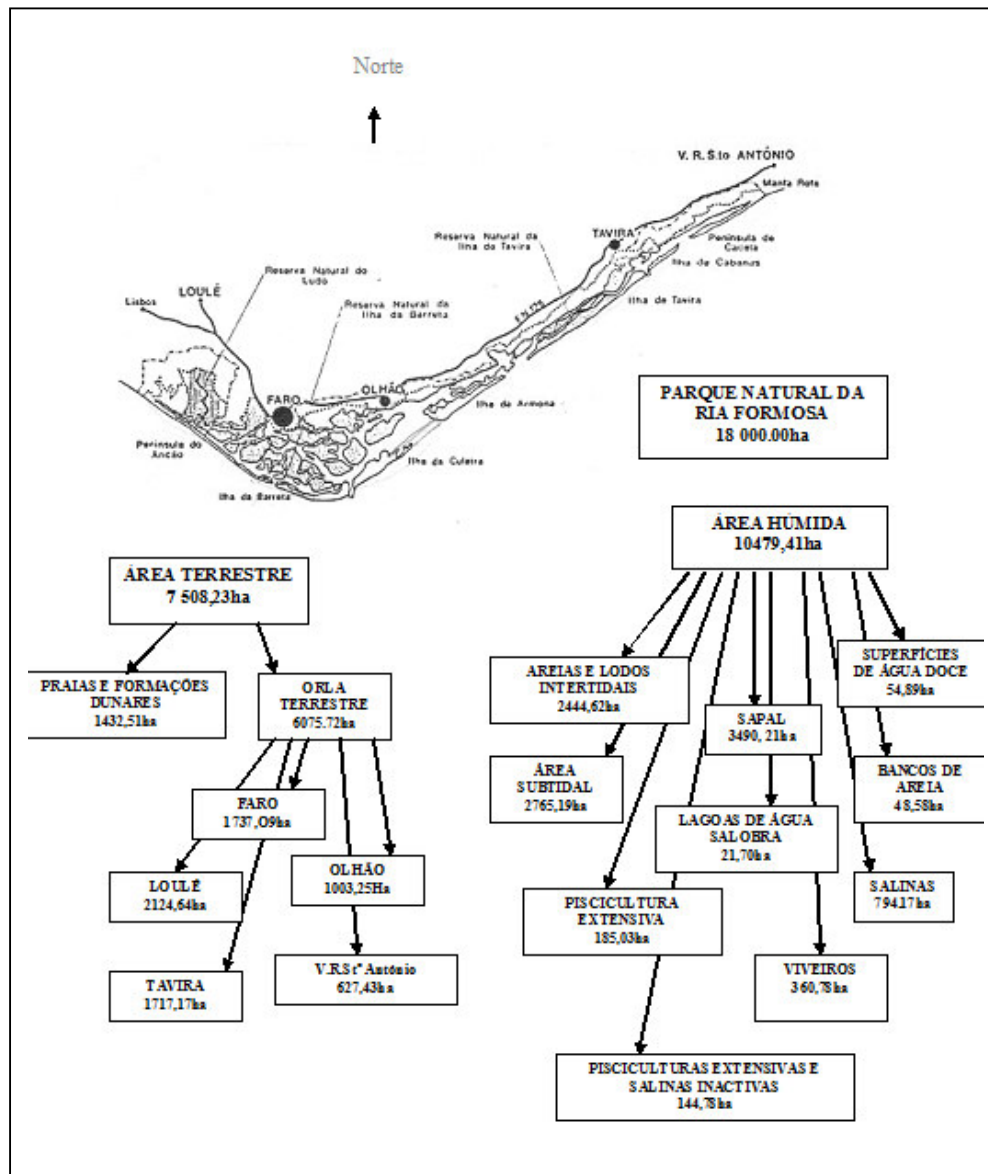 Norte
V. R. S.to ANTÓNIO
Manta Rota
TAVIRA
Reserva Natural da
Ilha de Tavira
Península de
Cacela
Ilha de Cabanas
Reserva Natural do
Ludo
LOULÉ
Lisboa
Reserva Natural da
Ilha da Barreta
Ilha de Tavira
OLHÃO
FARO
Ilha da Armona
Península do
Ancão
Ilha da Culatra
Ilha da Barreta
PARQUE NATURAL DA
RIA FORMOSA
18 000.00ha
ÁREA HÚMIDA
10479,41ha
ÁREA TERRESTRE
7 508,23ha
PRAIAS E FORMAÇÕES
DUNARES
1432,51ha
ORLA
TERRESTRE
6075.72ha
AREIAS E LODOS
INTERTIDAIS
2444,62ha
SUPERFÍCIES
DE ÁGUA DOCE
54,89ha
SAPAL
3490, 21ha
ÁREA
SUBTIDAL
2765,19ha
BANCOS DE
AREIA
48,58ha
FARO
1737,O9ha
LAGOAS DE ÁGUA
SALOBRA
21,70ha
LOULÉ
2124,64ha
OLHÃO
1003,25Ha
PISCICULTURA
EXTENSIVA
185,03ha
SALINAS
794.17ha
TAVIRA
1717,17ha
V.R.Stº António
627,43ha
VIVEIROS
360,78ha
PISCICULTURAS EXTENSIVAS E
SALINAS INACTIVAS
144,78ha